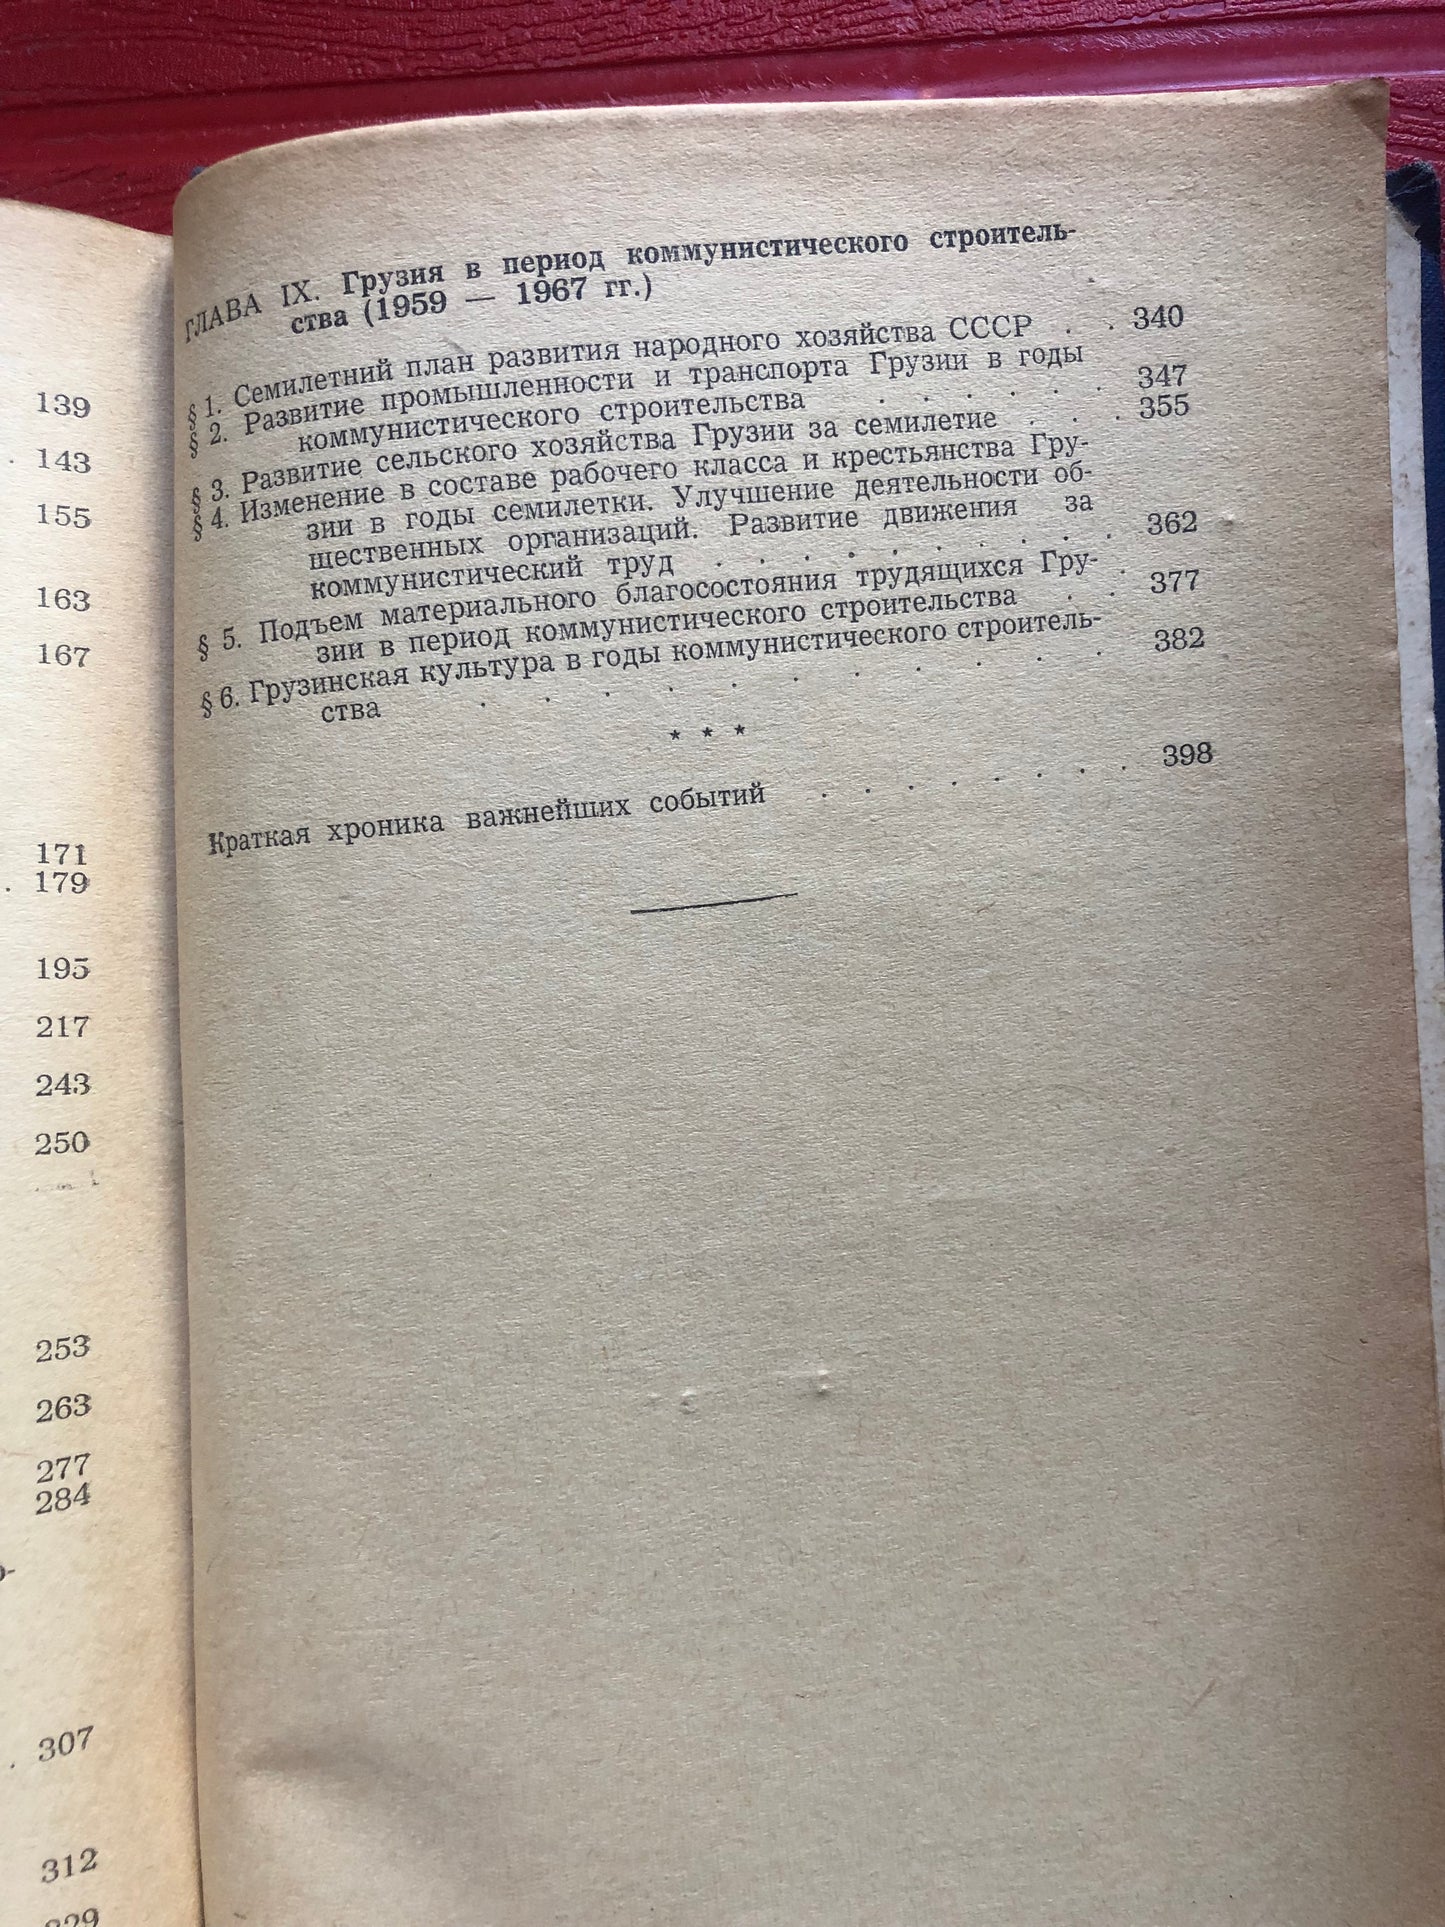 139
143
155
163
167
171
. 179
195
217
243
250
253
263
277
284
307
312
ГЛАВА IX. Грузия в период коммунистического строитель-
ства (1959 — 1967 гг.)
§ 1. Семилетний план развития народного хозяйства СССР . . 340
§ 2. Развитие промышленности и транспорта Грузии в годы
коммунистического строительства . . . . . . 347
§ 3. Развитие сельского хозяйства Грузии за семилетие . . . 355
§ 4. Изменение в составе рабочего класса и крестьянства Гру-
зии в годы семилетки. Улучшение деятельности об-
щественных организаций. Развитие движения за
коммунистический труд . . . . . . . . . . 362
§ 5. Подъем материального благосостояния трудящихся Гру-
зии в период коммунистического строительства . . . 377
§ 6. Грузинская культура в годы коммунистического строитель-
ства . . . . . . . . . . . 382
* * *
Краткая хроника важнейших событий . . . . . . . . 398